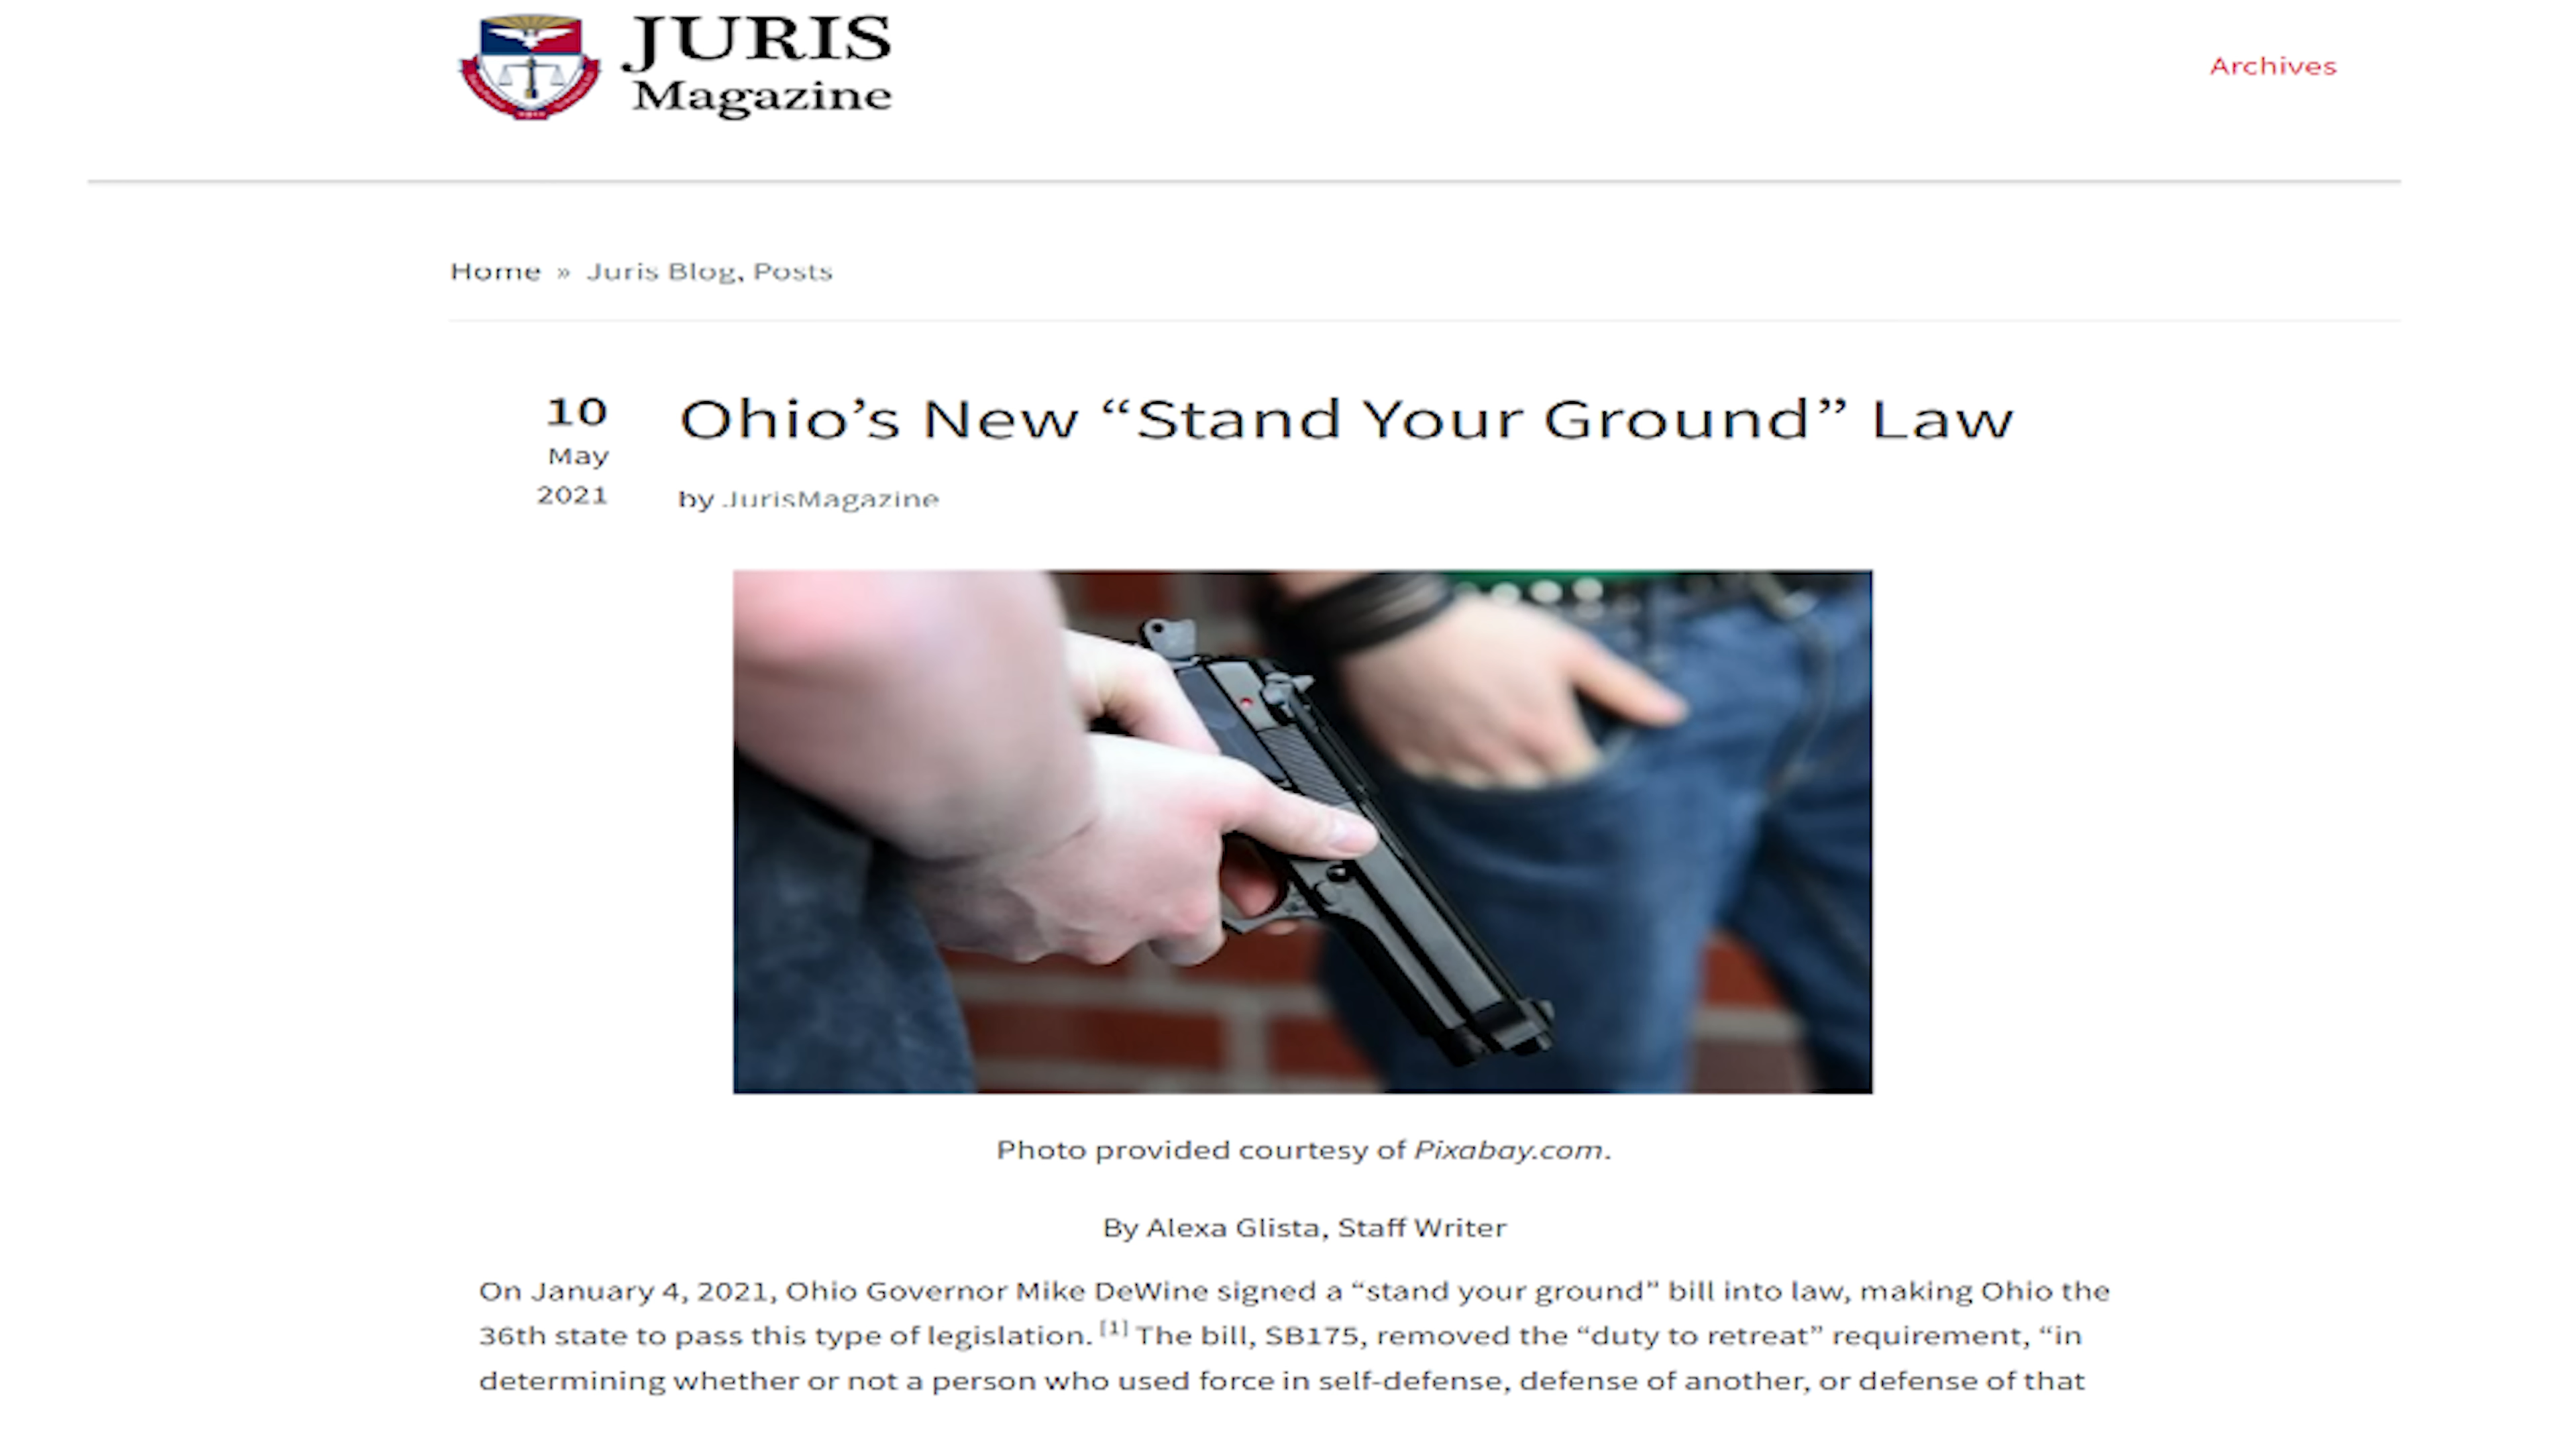 JURIS
Magazine
Archives
Home » Juris Blog, Posts
10
May
2021
Ohio’s New “Stand Your Ground” Law
by JurisMagazine
Photo provided courtesy of Pixabay.com.
By Alexa Glista, Staff Writer
On January 4, 2021, Ohio Governor Mike DeWine signed a “stand your ground” bill into law, making Ohio the
36th state to pass this type of legislation. [1] The bill, SB175, removed the “duty to retreat” requirement, “in
determining whether or not a person who used force in self-defense, defense of another, or defense of that